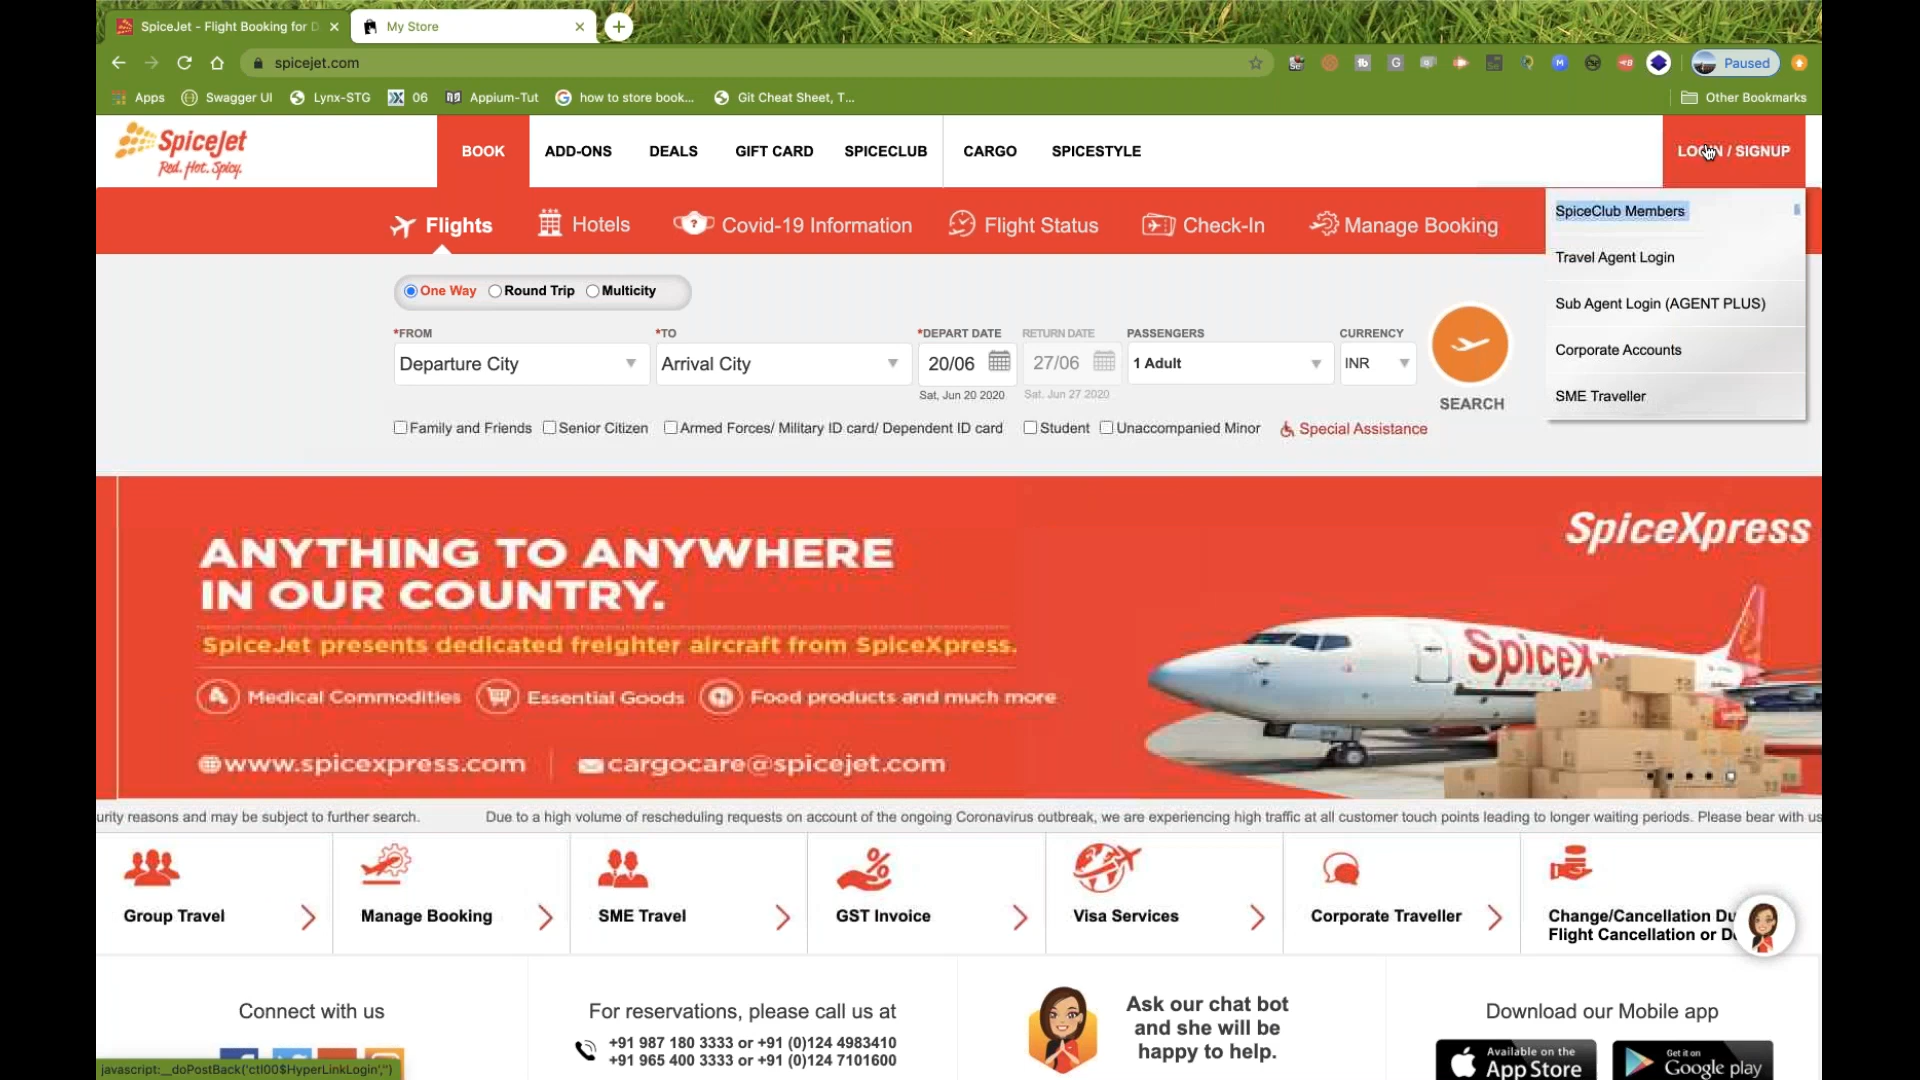 SpiceJet - Flight Booking for D
My Store
spicejet.com
Paused
Apps
Swagger UI
Lynx-STG
06
Appium-Tut
how to store book...
Git Cheat Sheet, T...
Other Bookmarks
SpiceJet
Red. Hot. Spicy.
BOOK
ADD-ONS
DEALS
GIFT CARD
SPICECLUB
CARGO
SPICESTYLE
LOGIN / SIGNUP
Flights
Hotels
Covid-19 Information
Flight Status
Check-In
Manage Booking
SpiceClub Members
Travel Agent Login
Sub Agent Login (AGENT PLUS)
Corporate Accounts
SME Traveller
One Way
Round Trip
Multicity
*FROM
*TO
*DEPART DATE
RETURN DATE
PASSENGERS
CURRENCY
Departure City
Arrival City
20/06
27/06
1 Adult
INR
Sat, Jun 20 2020
Sat, Jun 27 2020
SEARCH
Family and Friends
Senior Citizen
Armed Forces/ Military ID card/ Dependent ID card
Student
Unaccompanied Minor
Special Assistance
SpiceXpress
ANYTHING TO ANYWHERE
IN OUR COUNTRY.
SpiceJet presents dedicated freighter aircraft from SpiceXpress.
Medical Commodities
Essential Goods
Food products and much more
www.spicexpress.com
cargocare@spicejet.com
urity reasons and may be subject to further search.
Due to a high volume of rescheduling requests on account of the ongoing Coronavirus outbreak, we are experiencing high traffic at all customer touch points leading to longer waiting periods. Please bear with us
Group Travel
Manage Booking
SME Travel
GST Invoice
Visa Services
Corporate Traveller
Change/Cancellation Du
Flight Cancellation or D
Connect with us
For reservations, please call us at
+91 987 180 3333 or +91 (0)124 4983410
+91 965 400 3333 or +91 (0)124 7101600
Ask our chat bot
and she will be
happy to help.
Download our Mobile app
Available on the
App Store
Get it on
Google play
javascript:__doPostBack('ctl00$HyperLinkLogin','')